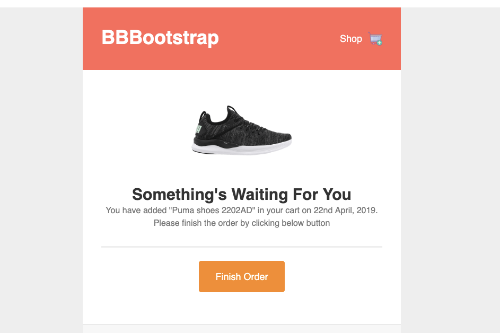 BBBootstrap
Shop
Something's Waiting For You
You have added "Puma shoes 2202AD" in your cart on 22nd April, 2019.
Please finish the order by clicking below button
Finish Order